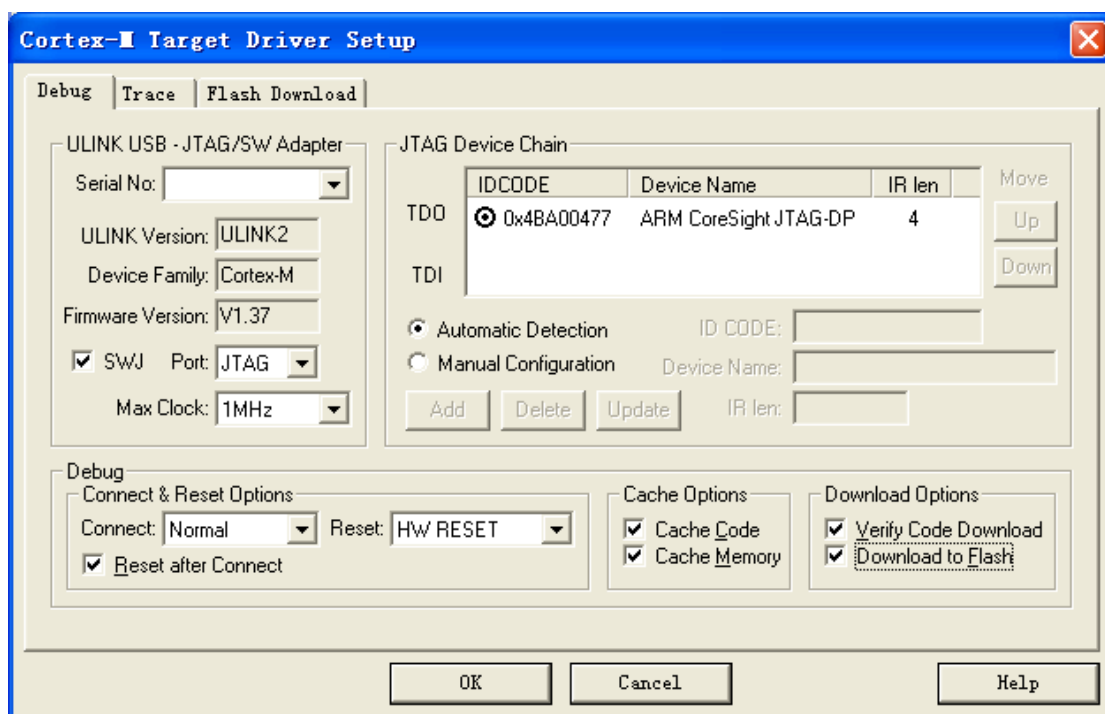 Cortex-M Target Driver Setup
Debug Trace Flash Download
ULINK USB - JTAG/SW Adapter
Serial No:
ULINK Version: ULINK2
Device Family: Cortex-M
Firmware Version: V1.37
SWJ Port: JTAG
Max Clock: 1MHz
JTAG Device Chain
IDCODE Device Name IR len
TDO 0x4BA00477 ARM CoreSight JTAG-DP 4
TDI
Move
Up
Down
Automatic Detection ID CODE:
Manual Configuration Device Name:
Add Delete Update IR len:
Debug
Connect & Reset Options
Connect: Normal Reset: HW RESET
Reset after Connect
Cache Options
Cache Code
Cache Memory
Download Options
Verify Code Download
Download to Flash
OK Cancel Help